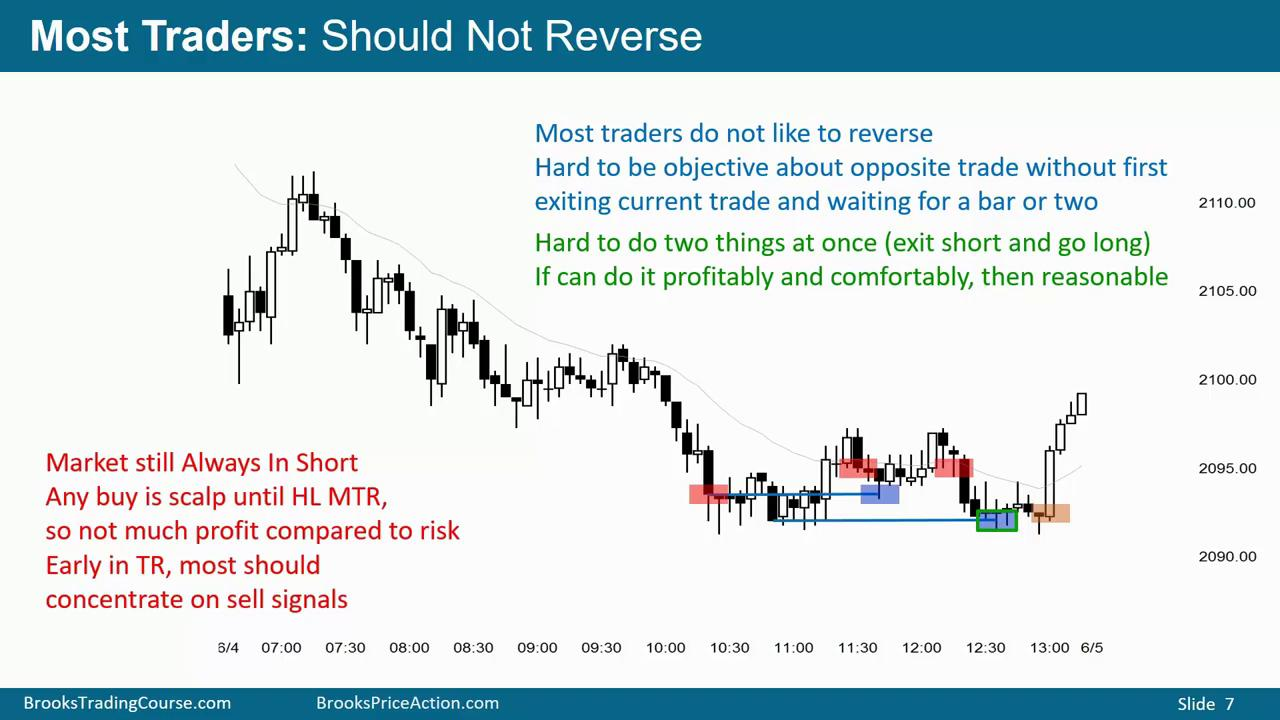 Most Traders: Should Not Reverse
Most traders do not like to reverse
Hard to be objective about opposite trade without first
exiting current trade and waiting for a bar or two
Hard to do two things at once (exit short and go long)
If can do it profitably and comfortably, then reasonable
2110.00
2105.00
2100.00
2095.00
2090.00
Market still Always In Short
Any buy is scalp until HL MTR,
so not much profit compared to risk
Early in TR, most should
concentrate on sell signals
6/4 07:00 07:30 08:00 08:30 09:00 09:30 10:00 10:30 11:00 11:30 12:00 12:30 13:00 6/5
BrooksTradingCourse.com BrooksPriceAction.com Slide 7